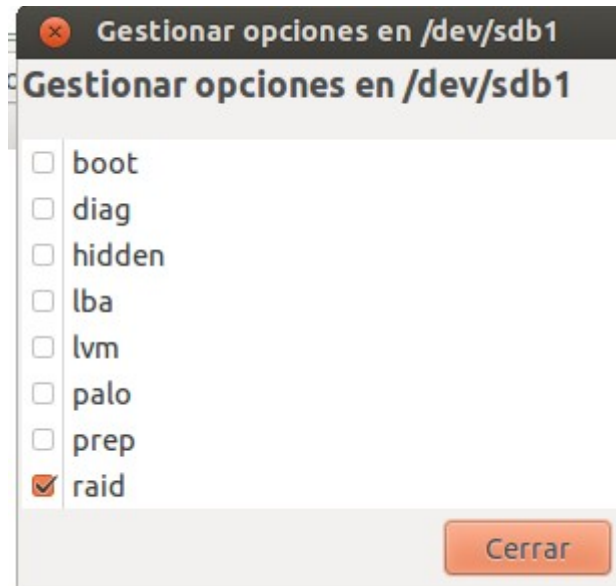 Gestionar opciones en /dev/sdb1
Gestionar opciones en /dev/sdb1
boot
diag
hidden
lba
lvm
palo
prep
raid
Cerrar